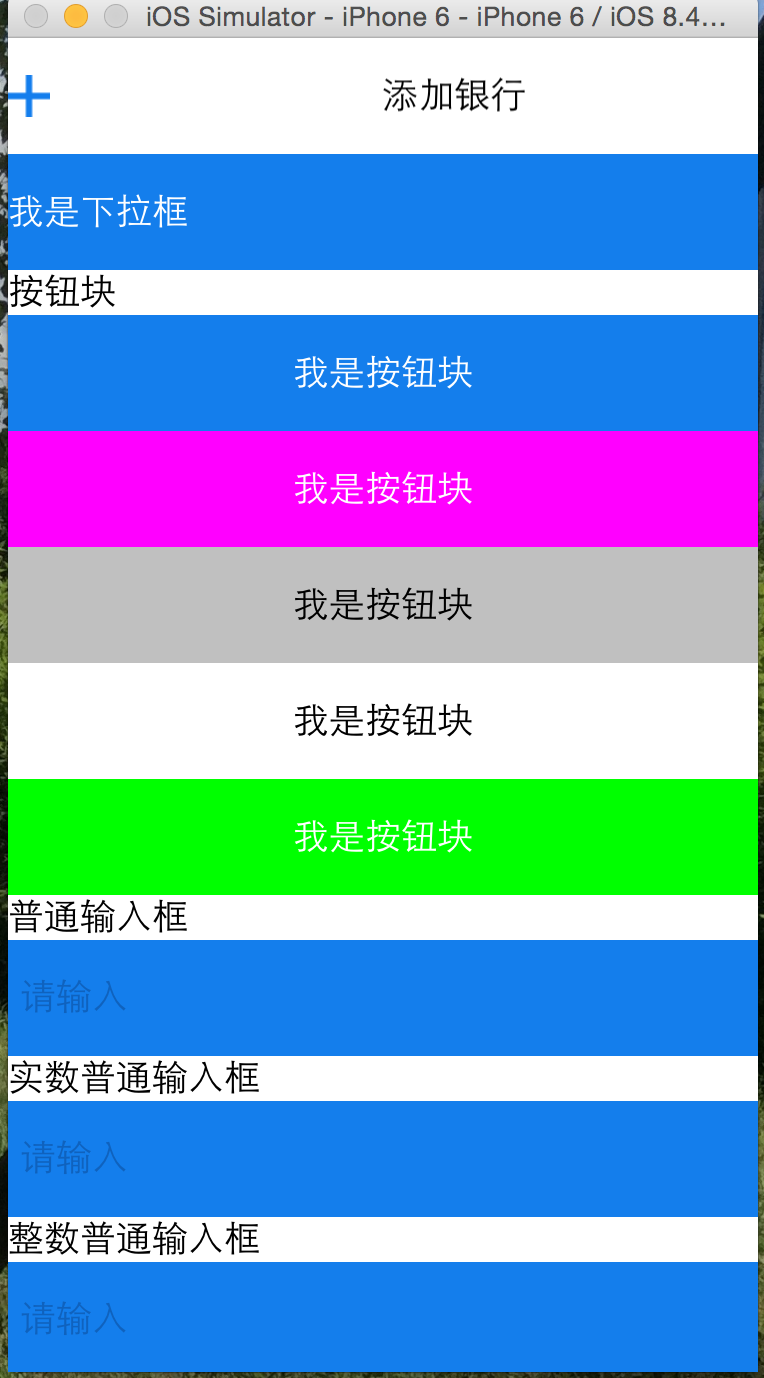 iOS Simulator - iPhone 6 - iPhone 6 / iOS 8.4...
添加银行
我是下拉框
按钮块
我是按钮块
我是按钮块
我是按钮块
我是按钮块
我是按钮块
普通输入框
请输入
实数普通输入框
请输入
整数普通输入框
请输入